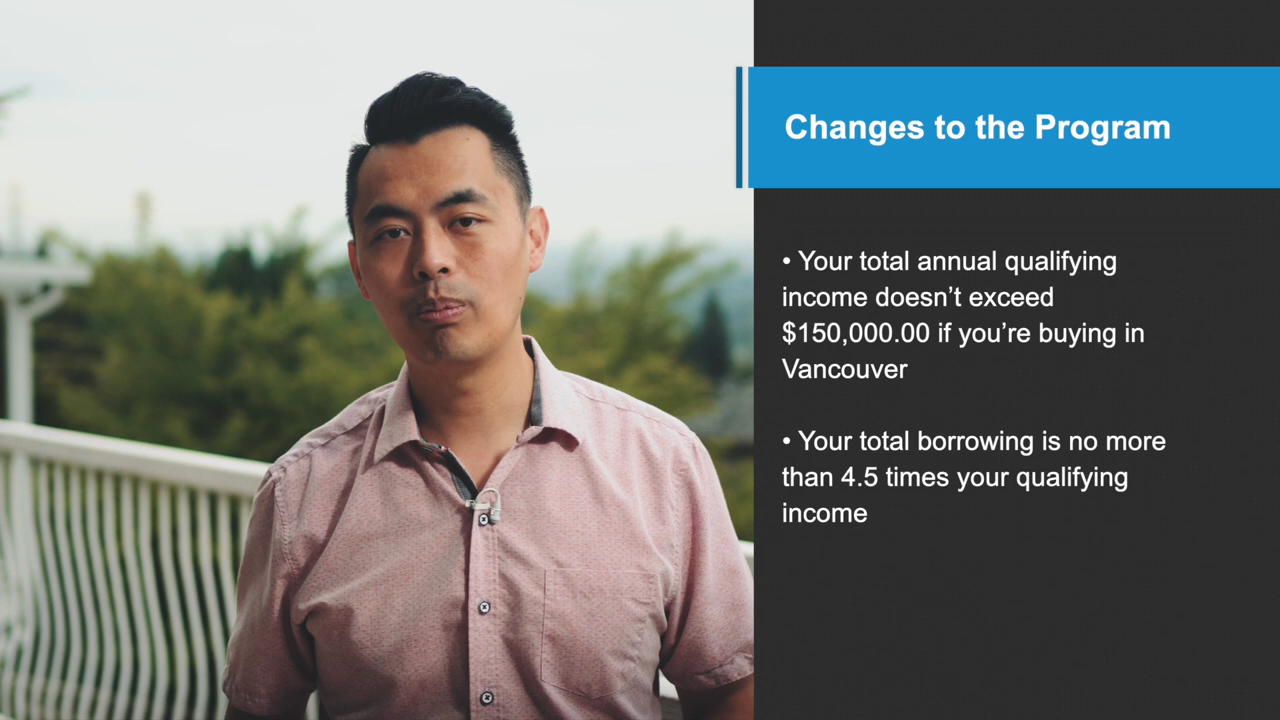 Changes to the Program
• Your total annual qualifying
income doesn’t exceed
$150,000.00 if you’re buying in
Vancouver
• Your total borrowing is no more
than 4.5 times your qualifying
income